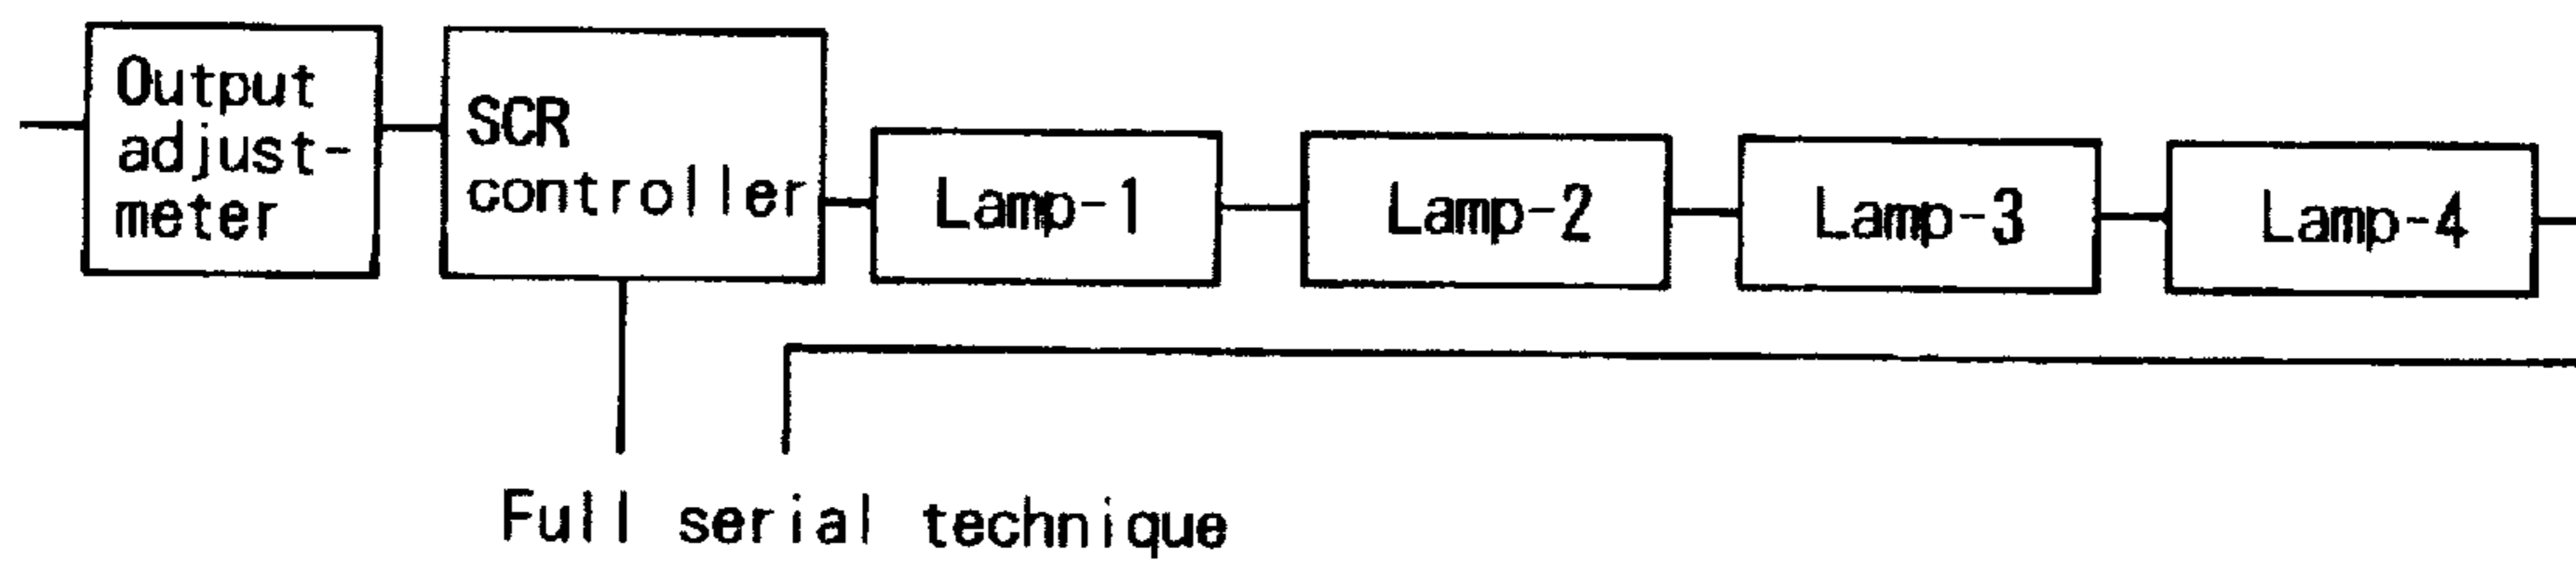 Output
adjust-
meter
SCR
controller
Lamp-1
Lamp-2
Lamp-3
Lamp-4
Full serial technique